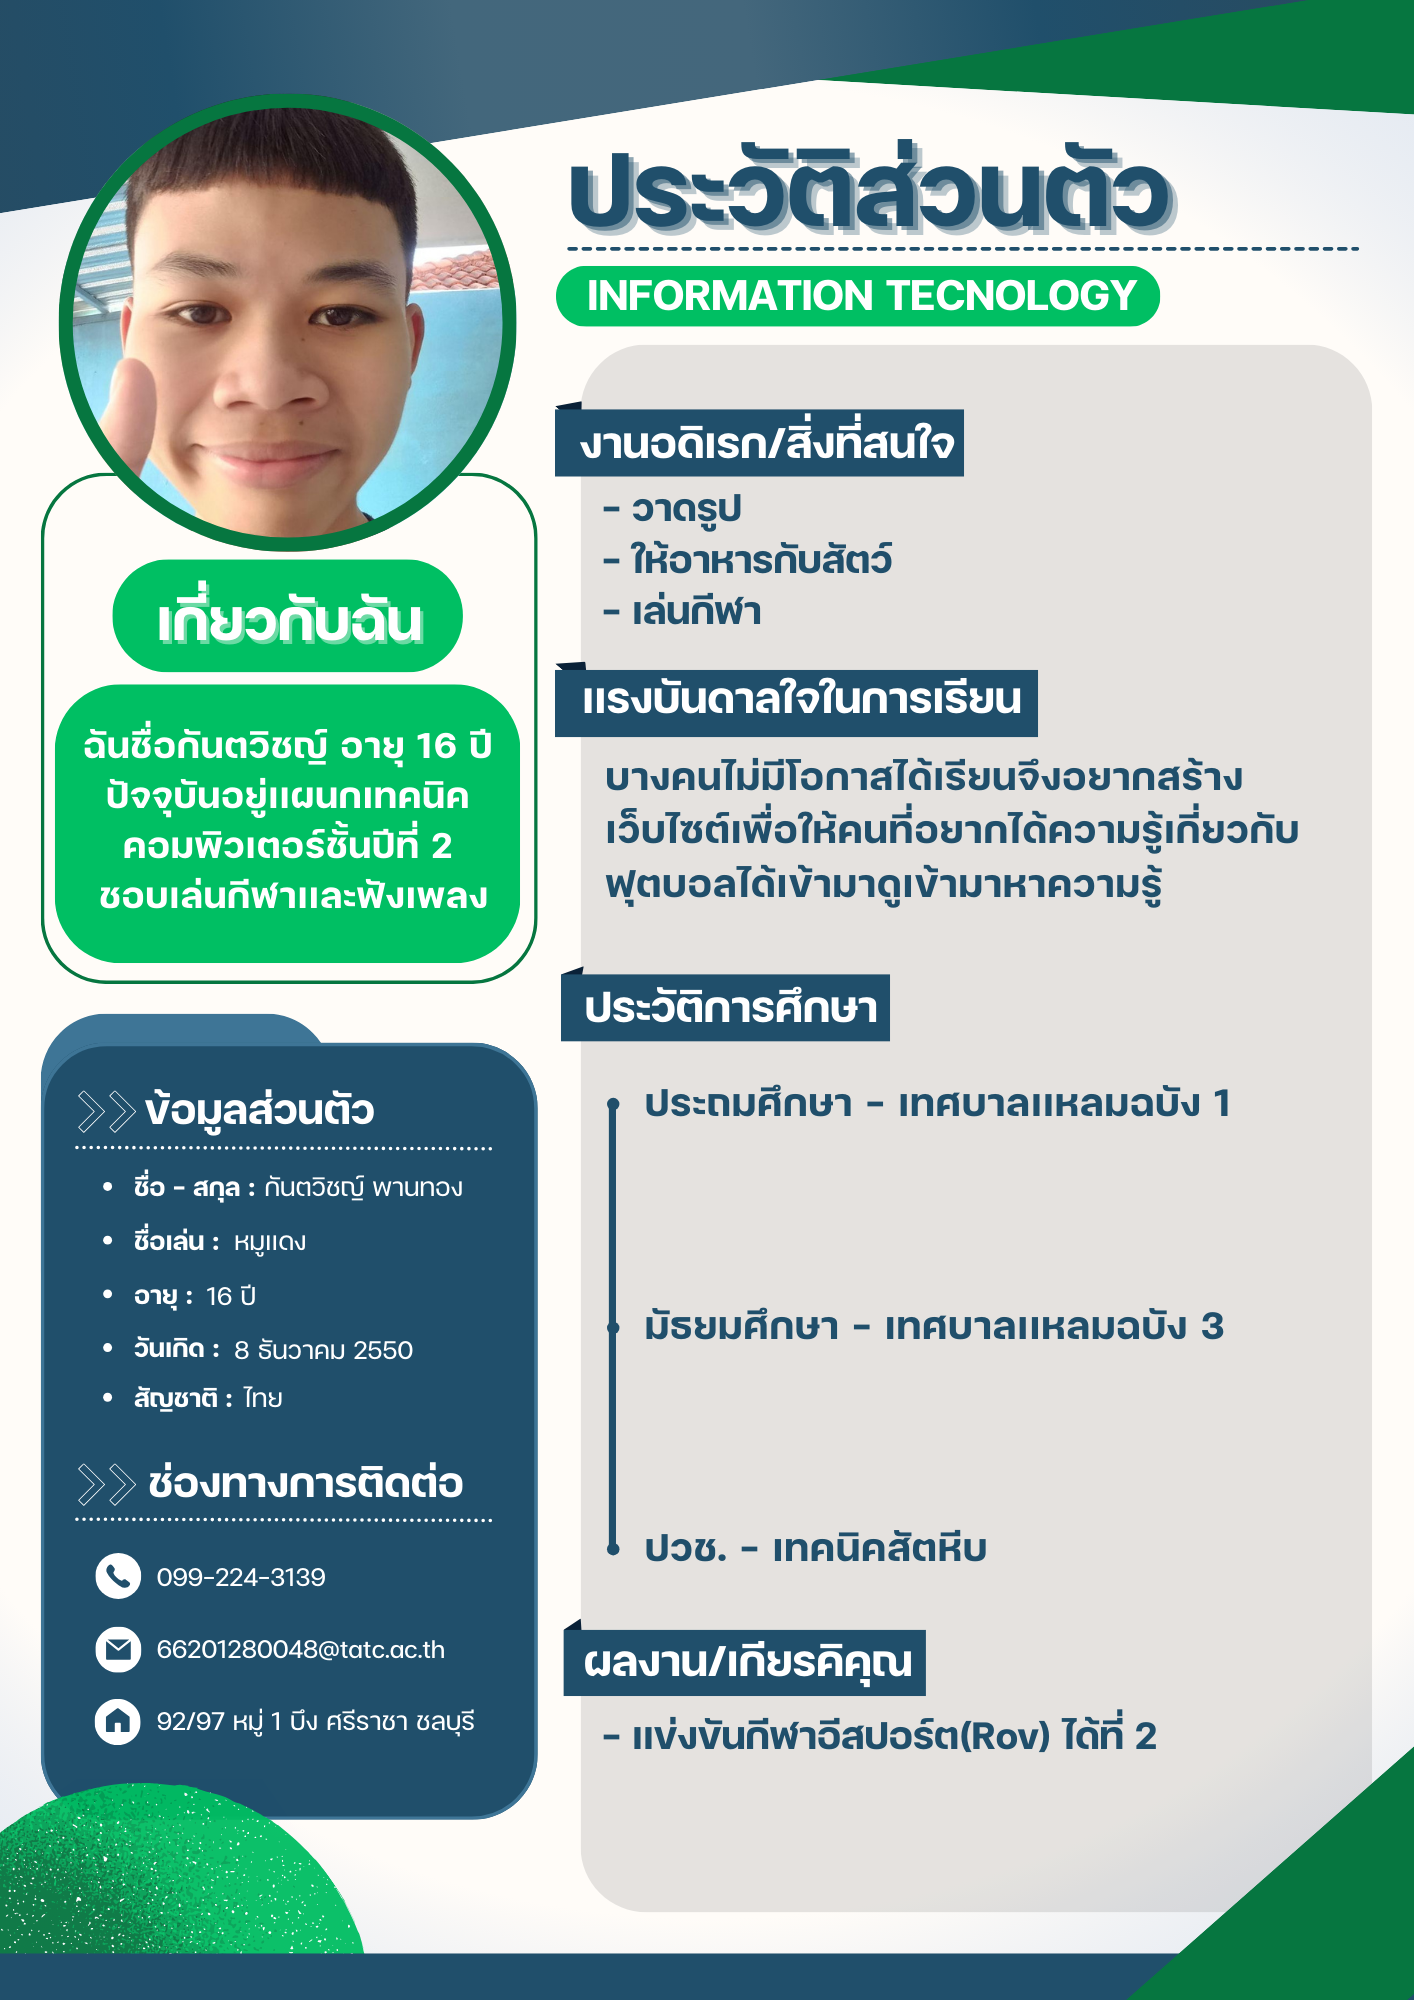 ประวัติส่วนตัว
INFORMATION TECNOLOGY
เกี่ยวกับฉัน
ฉันชื่อกันตวิชญ์ อายุ 16 ปี
ปัจจุบันอยู่แผนกเทคนิค
คอมพิวเตอร์ชั้นปีที่ 2
ชอบเล่นกีฬาและฟังเพลง
ข้อมูลส่วนตัว
• ชื่อ - สกุล : กันตวิชญ์ พานทอง
• ชื่อเล่น : หมูแดง
• อายุ : 16 ปี
• วันเกิด : 8 ธันวาคม 2550
• สัญชาติ : ไทย
ช่องทางการติดต่อ
099-224-3139
66201280048@tatc.ac.th
92/97 หมู่ 1 บึง ศรีราชา ชลบุรี
งานอดิเรก/สิ่งที่สนใจ
- วาดรูป
- ให้อาหารกับสัตว์
- เล่นกีฬา
แรงบันดาลใจในการเรียน
บางคนไม่มีโอกาสได้เรียนจึงอยากสร้าง
เว็บไซต์เพื่อให้คนที่อยากได้ความรู้เกี่ยวกับ
ฟุตบอลได้เข้ามาดูเข้ามาหาความรู้
ประวัติการศึกษา
ประถมศึกษา - เทศบาลแหลมฉบัง 1
มัธยมศึกษา - เทศบาลแหลมฉบัง 3
ปวช. - เทคนิคสัตหีบ
ผลงาน/เกียรคิคุณ
- แข่งขันกีฬาอีสปอร์ต(Rov) ได้ที่ 2